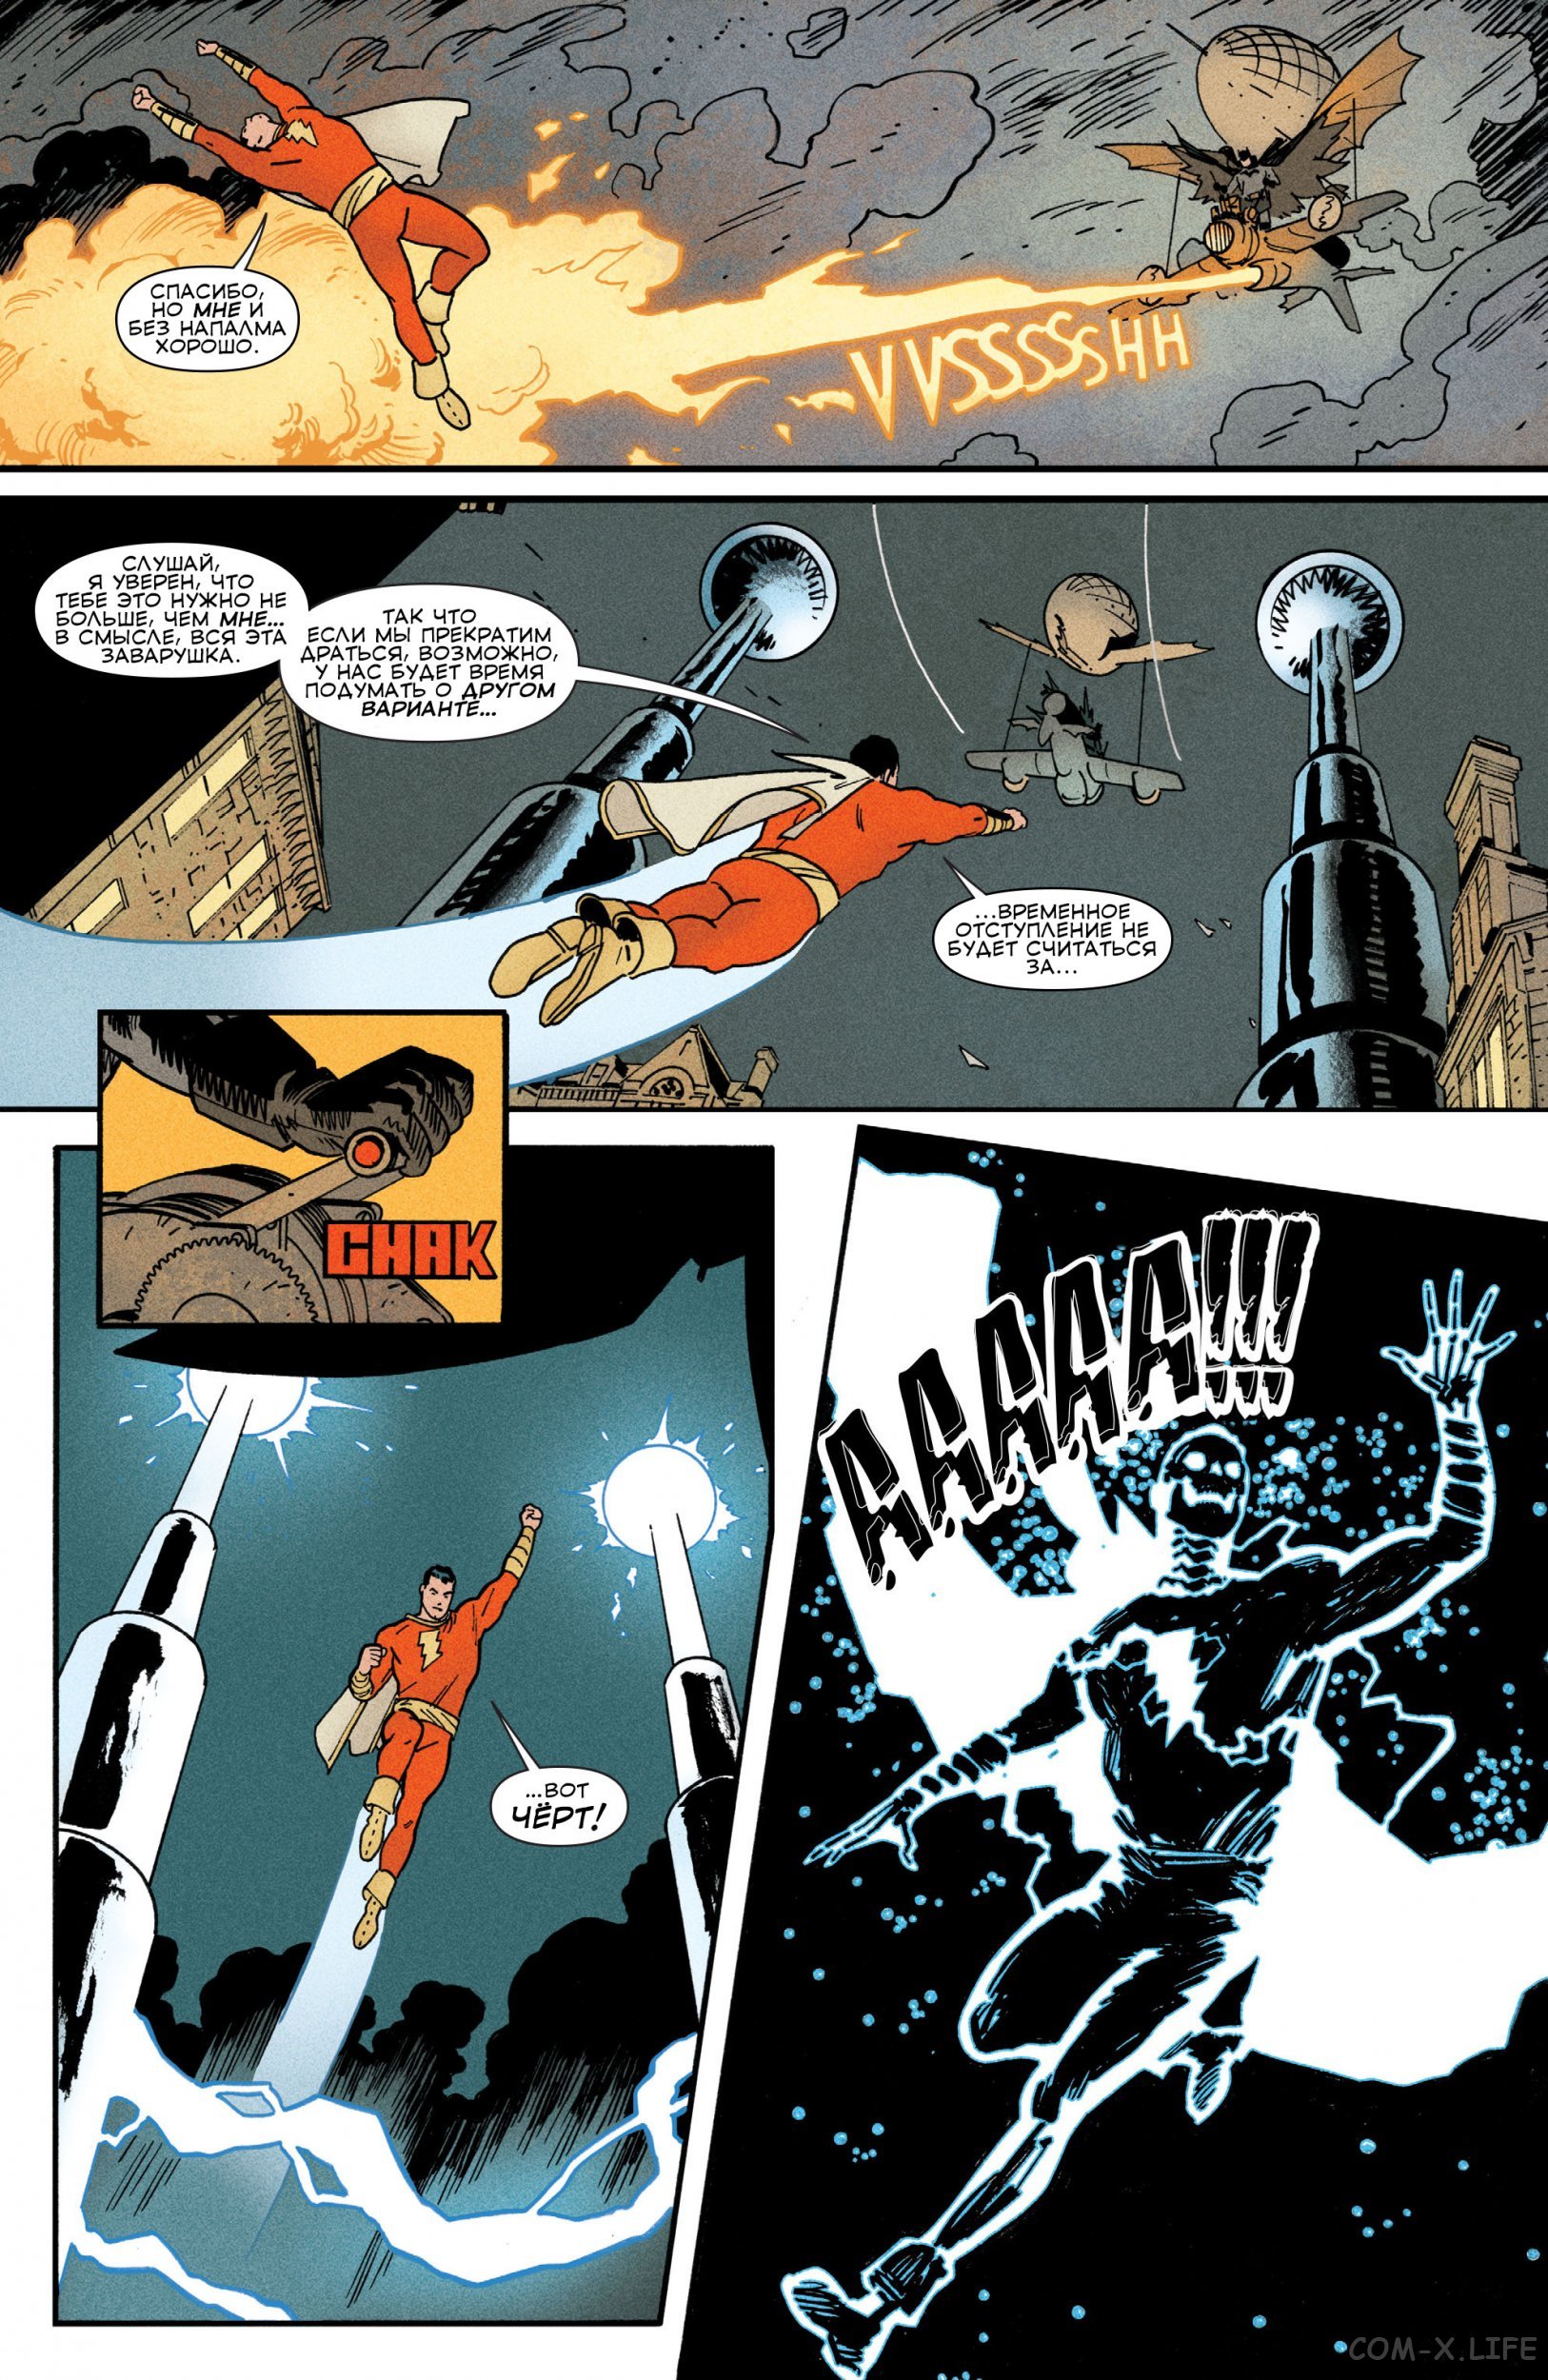 СПАСИБО,
НО МНЕ И
БЕЗ НАПАЛМА
ХОРОШО.
VVSSSSSSHH
СЛУШАЙ,
Я УВЕРЕН, ЧТО
ТЕБЕ ЭТО НУЖНО НЕ
БОЛЬШЕ, ЧЕМ МНЕ...
В СМЫСЛЕ, ВСЯ ЭТА
ЗАВАРУШКА.
ТАК ЧТО
ЕСЛИ МЫ ПРЕКРАТИМ
ДРАТЬСЯ, ВОЗМОЖНО,
У НАС БУДЕТ ВРЕМЯ
ПОДУМАТЬ О ДРУГОМ
ВАРИАНТЕ...
...ВРЕМЕННОЕ
ОТСТУПЛЕНИЕ НЕ
БУДЕТ СЧИТАТЬСЯ
ЗА...
CHAK
...ВОТ
ЧЁРТ!
ААААА!!!
COM-X.LIFE